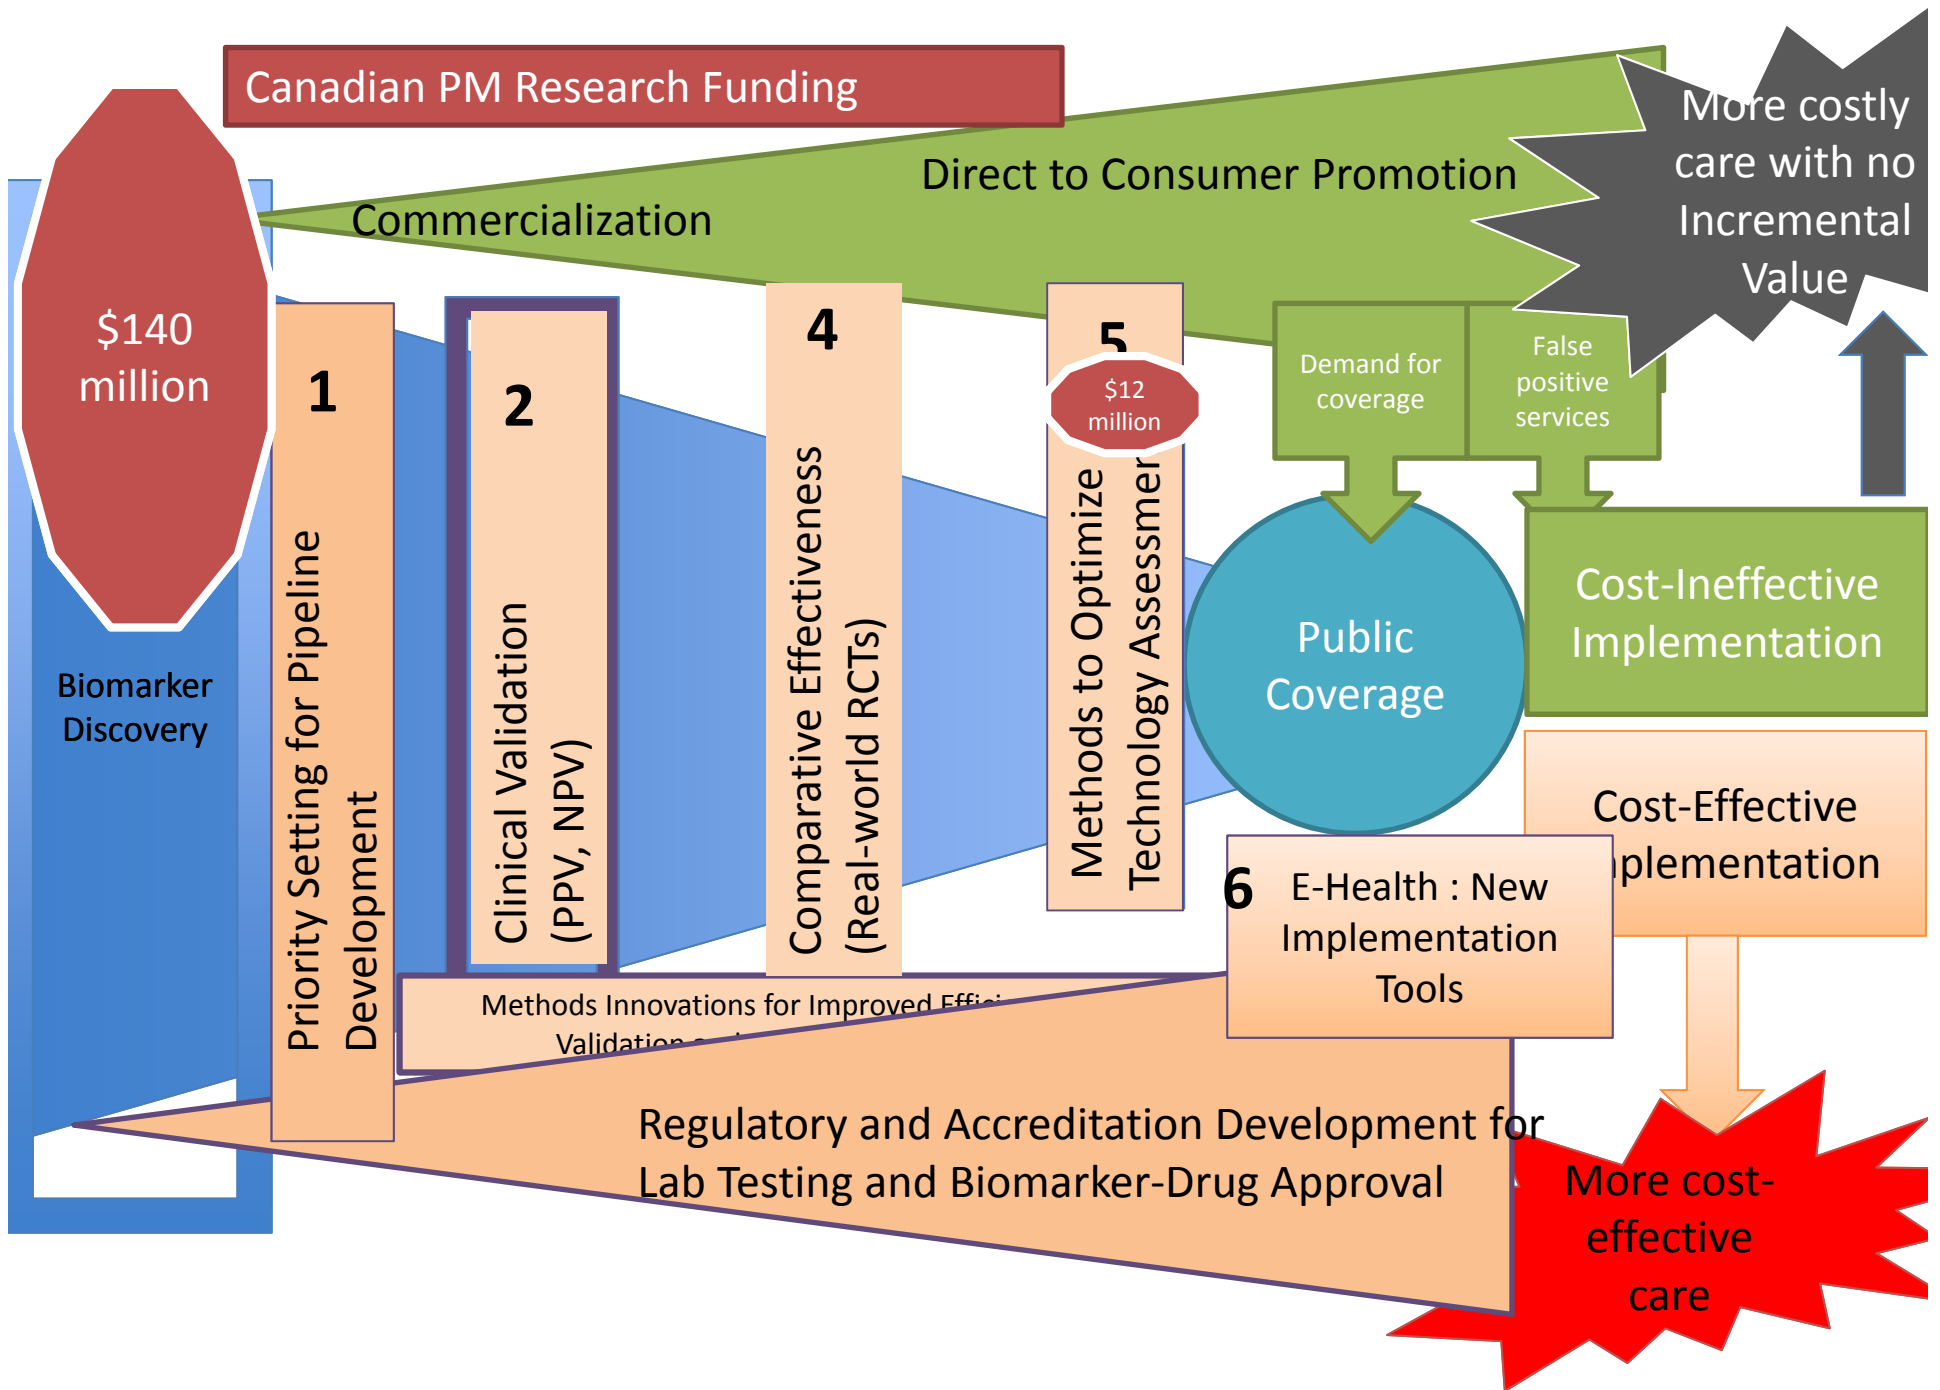 Canadian PM Research Funding
More costly
care with no
Incremental
Value
Direct to Consumer Promotion
Commercialization
$140
million
1
Priority Setting for Pipeline
Development
2
Clinical Validation
(PPV, NPV)
4
Comparative Effectiveness
(Real-world RCTs)
5
$12
million
Methods to Optimize
Technology
Demand for
coverage
False
positive
services
Biomarker
Discovery
Public
Coverage
Cost-Ineffective
Implementation
Cost-Effective
6
E-Health : New
Implementation
Tools
Methods Innovations for Improved
Validation
Regulatory and Accreditation Development for
Lab Testing and Biomarker-Drug Approval
More cost-
effective
care